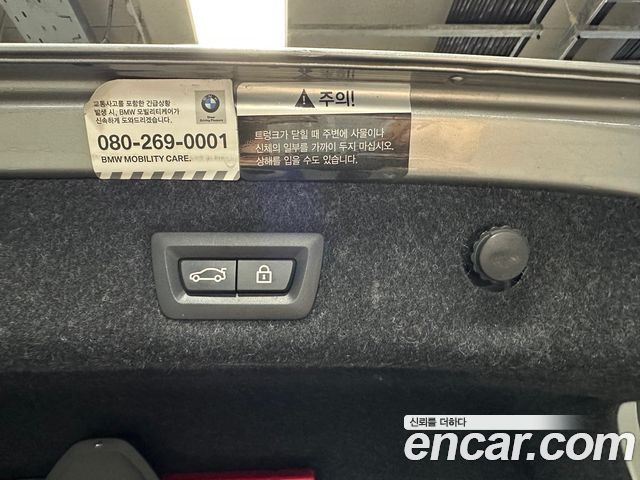 교통사고를 포함한 긴급상황
발생 시, BMW 모빌리티케어가
신속하게 도와드리겠습니다.
080-269-0001
BMW MOBILITY CARE.
BMW
Driving Pleasure
주의!
트렁크가 닫힐 때 주변에 사물이나
신체의 일부를 가까이 두지 마십시오.
상해를 입을 수도 있습니다.
신뢰를 더하다
encar.com